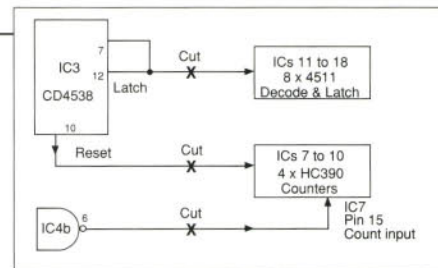 IC3
CD4538
7
12
10
Latch
Cut
X
ICs 11 to 18
8 x 4511
Decode & Latch
Reset
Cut
X
ICs 7 to 10
4 x HC390
Counters
IC4b
6
Cut
X
IC7
Pin 15
Count input